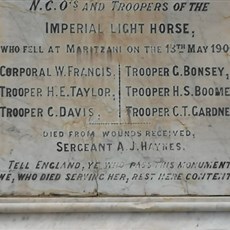 N.C.O's AND TROOPERS OF THE
IMPERIAL LIGHT HORSE,
WHO FELL AT MARITZANI ON THE 13TH MAY 190
CORPORAL W. FRANCIS, TROOPER G. BONSEY,
TROOPER H.E. TAYLOR, TROOPER H.S. BOOME
TROOPER C. DAVIS, TROOPER C.T. GARDNE
DIED FROM WOUNDS RECEIVED,
SERGEANT A.J. HAYNES.
TELL ENGLAND, YE WHO PASS THIS MONUMENT
WE, WHO DIED SERVING HER, REST HERE CONTENT